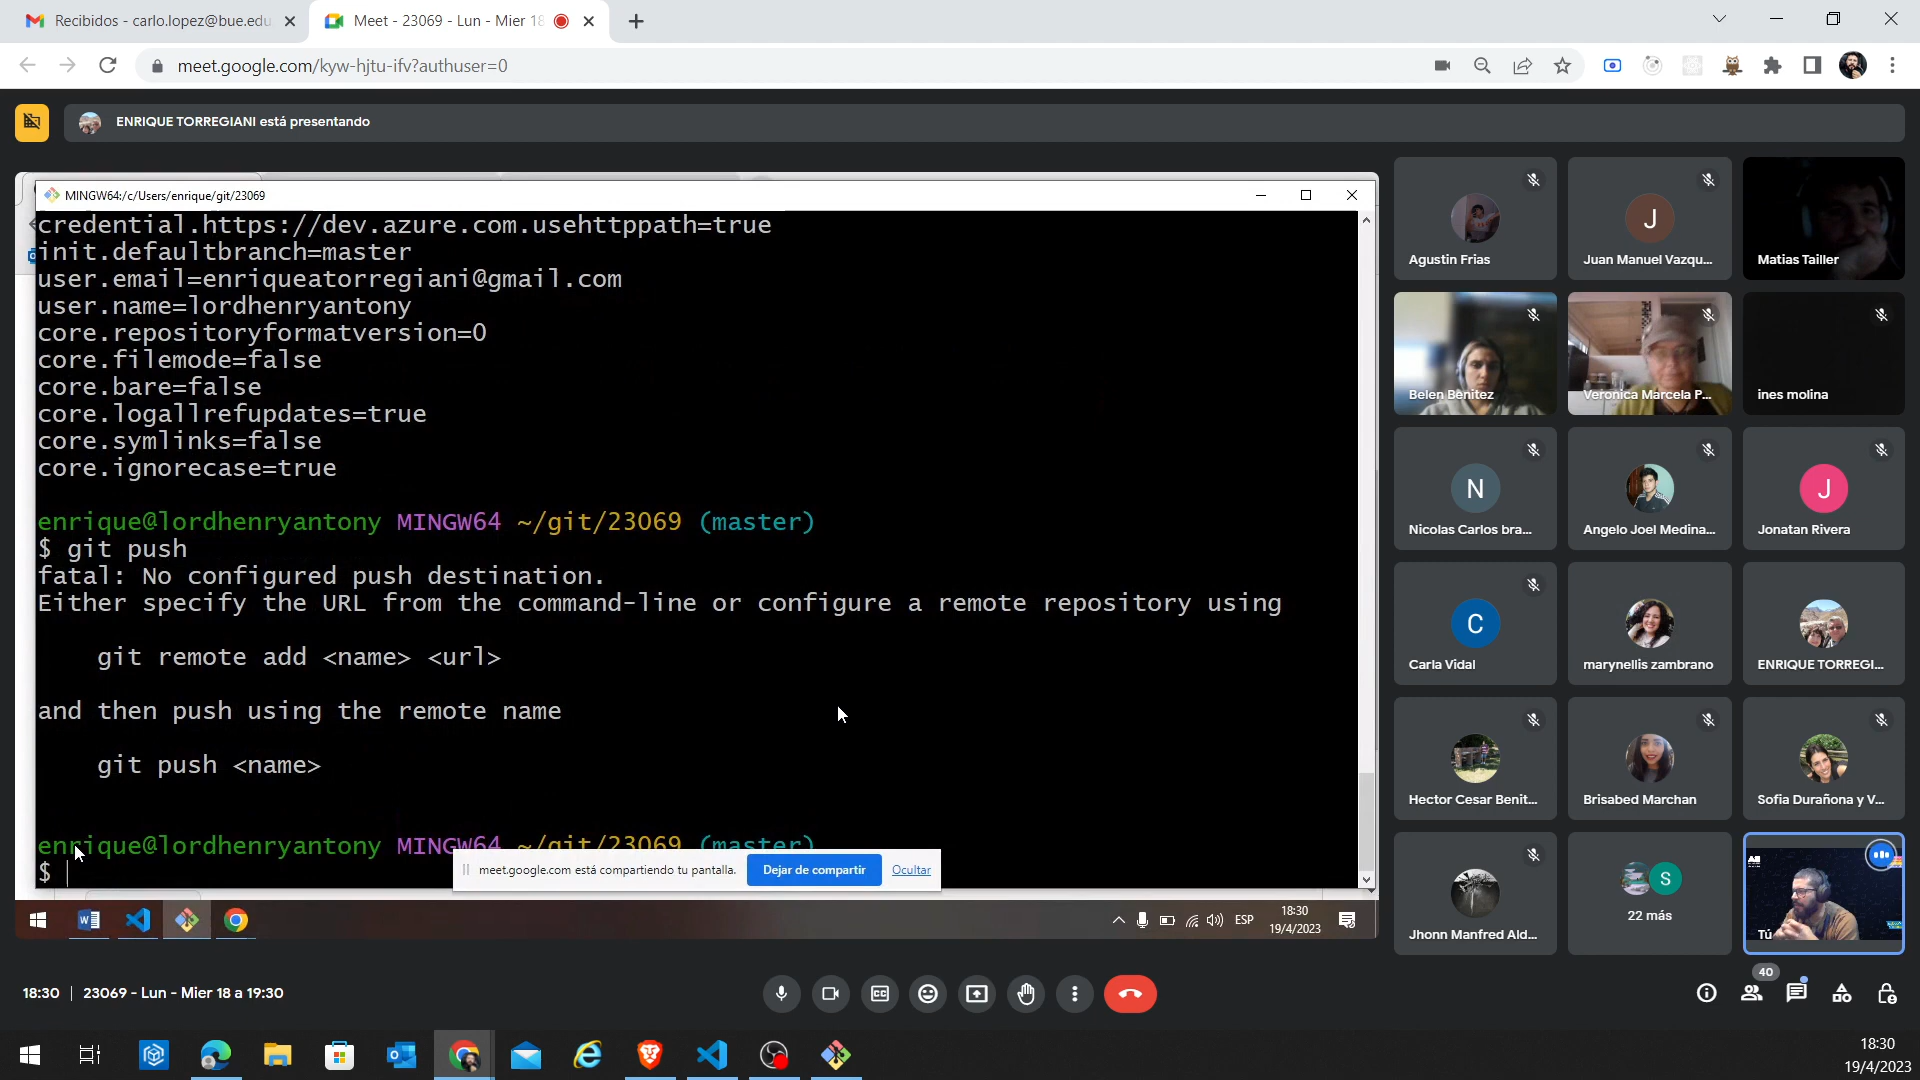 Recibidos - carlo.lopez@bue.edu
Meet - 23069 - Lun - Mier 18
meet.google.com/kyw-hjtu-ifv?authuser=0
ENRIQUE TORREGIANI está presentando
MINGW64:/c/Users/enrique/git/23069
credential.https://dev.azure.com.usehttppath=true
init.defaultbranch=master
user.email=enriqueatorregiani@gmail.com
user.name=lordhenryantony
core.repositoryformatversion=0
core.filemode=false
core.bare=false
core.logallrefupdates=true
core.symlinks=false
core.ignorecase=true
enrique@lordhenryantony MINGW64 ~/git/23069 (master)
$ git push
fatal: No configured push destination.
Either specify the URL from the command-line or configure a remote repository using
git remote add <name> <url>
and then push using the remote name
git push <name>
enrique@lordhenryantony MINGW64 ~/git/23069 (master)
$
meet.google.com está compartiendo tu pantalla.
Dejar de compartir
Ocultar
ESP
18:30
19/4/2023
Agustin Frias
J
Juan Manuel Vazqu...
Matias Tailler
Belen Benitez
Veronica Marcela P...
ines molina
N
Nicolas Carlos bra...
Angelo Joel Medina...
J
Jonatan Rivera
C
Carla Vidal
marynellis zambrano
ENRIQUE TORREGI...
Hector Cesar Benit...
Brisabed Marchan
Sofia Durañona y V...
Jhonn Manfred Ald...
S
22 más
Tú
18:30 | 23069 - Lun - Mier 18 a 19:30
40
18:30
19/4/2023